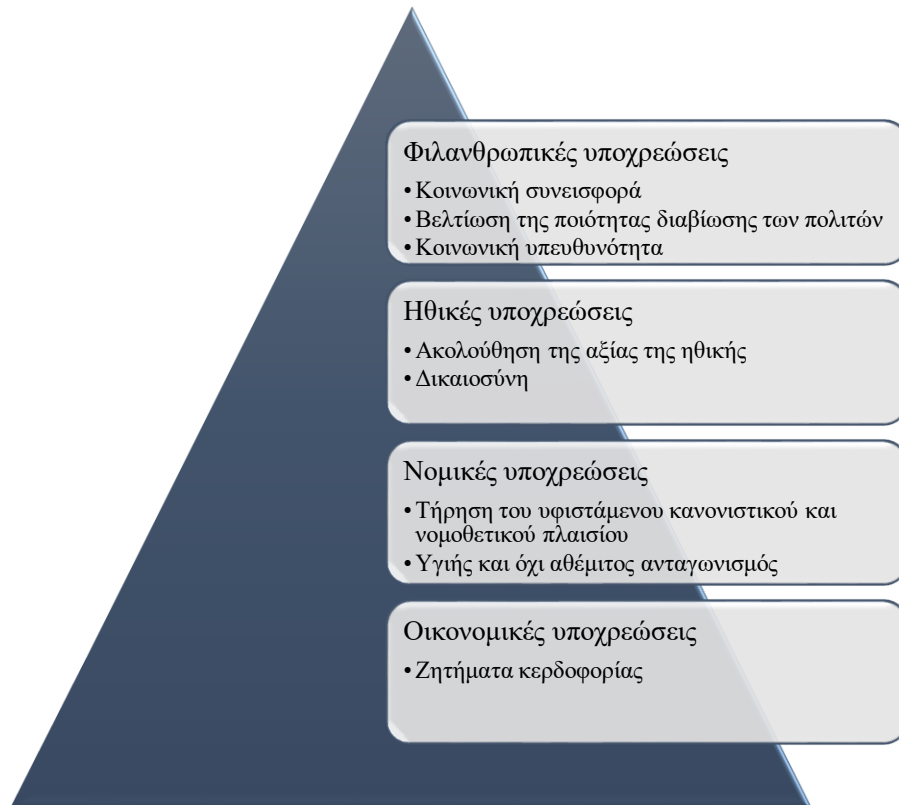 Φιλανθρωπικές υποχρεώσεις
• Κοινωνική συνεισφορά
• Βελτίωση της ποιότητας διαβίωσης των πολιτών
• Κοινωνική υπευθυνότητα
Ηθικές υποχρεώσεις
• Ακολούθηση της αξίας της ηθικής
• Δικαιοσύνη
Νομικές υποχρεώσεις
• Τήρηση του υφιστάμενου κανονιστικού και
νομοθετικού πλαισίου
• Υγιής και όχι αθέμιτος ανταγωνισμός
Οικονομικές υποχρεώσεις
• Ζητήματα κερδοφορίας